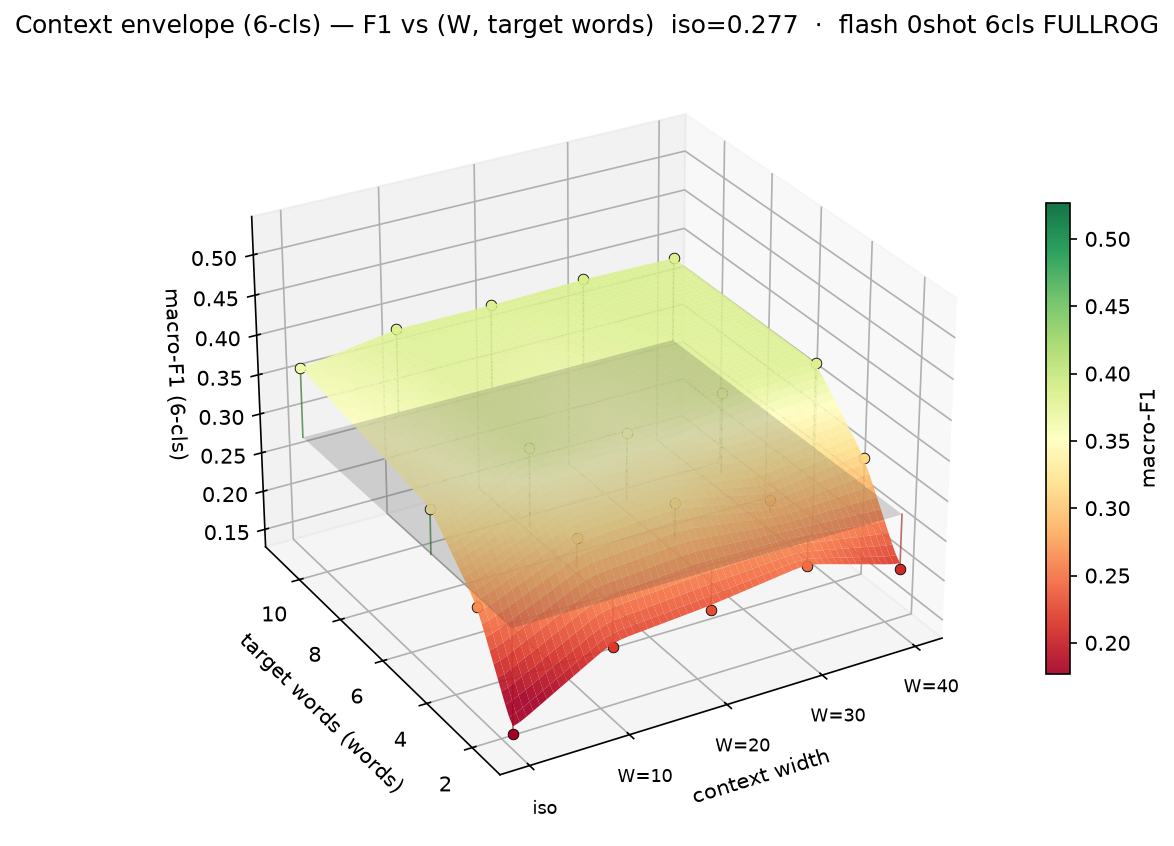 Context envelope (6-cls) — F1 vs (W, target words)  iso=0.277  ·  flash 0shot 6cls FULLROG
0.50
0.45
0.40
0.35
0.30
0.25
0.20
0.15
macro-F1 (6-cls)
10
8
6
4
2
target words (words)
iso
W=10
W=20
W=30
W=40
context width
0.50
0.45
0.40
0.35
0.30
0.25
0.20
macro-F1